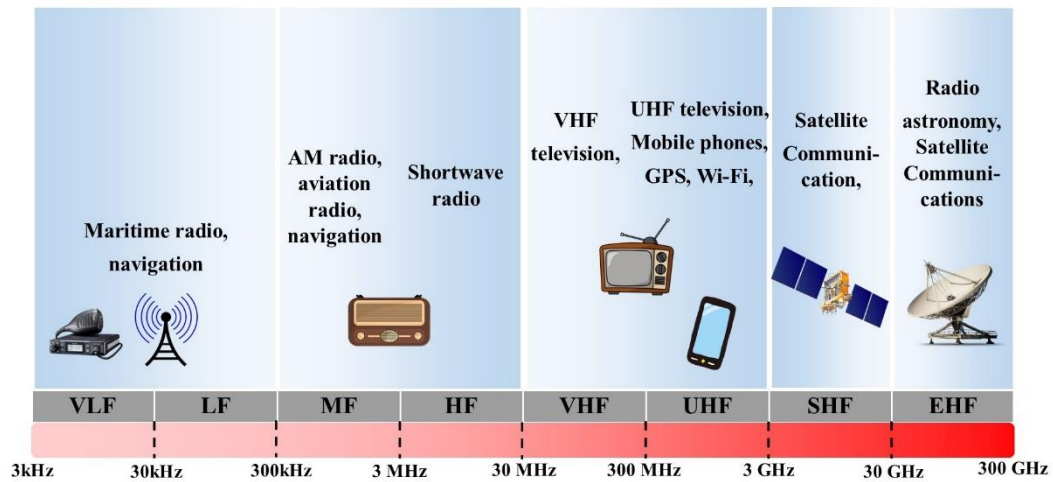 Maritime radio,
navigation
AM radio,
aviation
radio,
navigation
Shortwave
radio
VHF
television,
UHF television,
Mobile phones,
GPS, Wi-Fi,
Satellite
Communi-
cation,
Radio
astronomy,
Satellite
Communi-
cations
VLF LF MF HF VHF UHF SHF EHF
3kHz 30kHz 300kHz 3 MHz 30 MHz 300 MHz 3 GHz 30 GHz 300 GHz